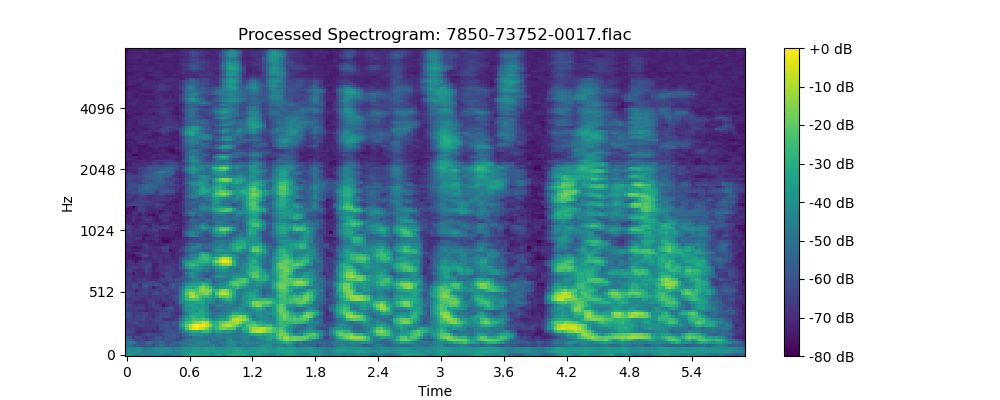 Processed Spectrogram: 7850-73752-0017.flac
+0 dB
-10 dB
-20 dB
-30 dB
-40 dB
-50 dB
-60 dB
-70 dB
-80 dB
4096
2048
1024
512
0
Hz
0 0.6 1.2 1.8 2.4 3 3.6 4.2 4.8 5.4
Time